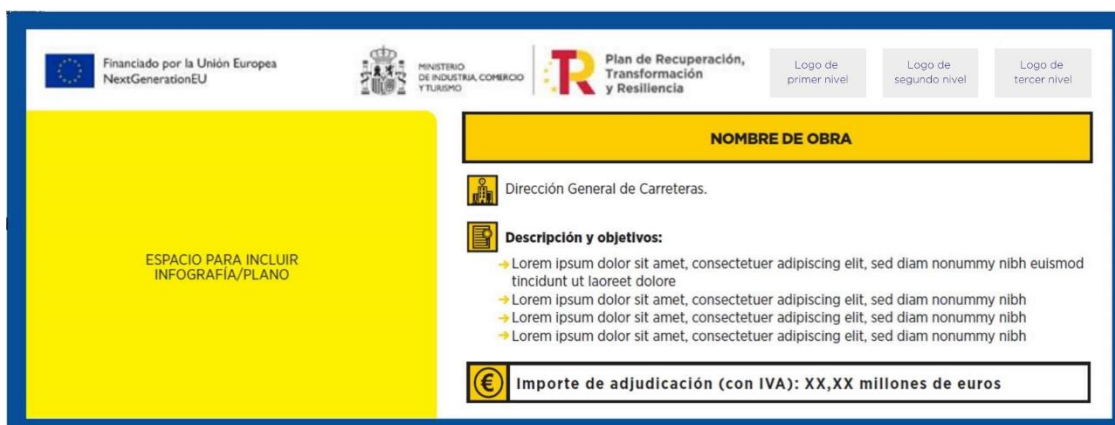 Financiado por la Unión Europea
NextGenerationEU
MINISTERIO
DE INDUSTRIA, COMERCIO
Y TURISMO
Plan de Recuperación,
Transformación
y Resiliencia
Logo de
primer nivel
Logo de
segundo nivel
Logo de
tercer nivel
ESPACIO PARA INCLUIR
INFOGRAFÍA/PLANO
NOMBRE DE OBRA
Dirección General de Carreteras.
Descripción y objetivos:
→ Lorem ipsum dolor sit amet, consectetuer adipiscing elit, sed diam nonummy nibh euismod
tincidunt ut laoreet dolore
→ Lorem ipsum dolor sit amet, consectetuer adipiscing elit, sed diam nonummy nibh
→ Lorem ipsum dolor sit amet, consectetuer adipiscing elit, sed diam nonummy nibh
→ Lorem ipsum dolor sit amet, consectetuer adipiscing elit, sed diam nonummy nibh
€ Importe de adjudicación (con IVA): XX,XX millones de euros